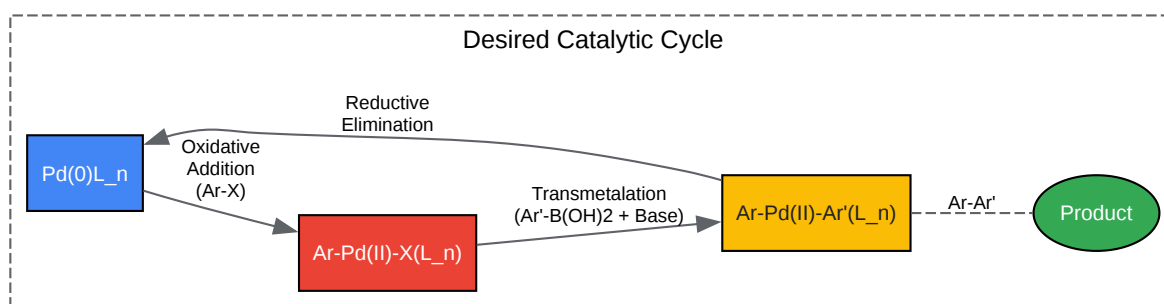 Desired Catalytic Cycle
Reductive
Elimination
Pd(0)L_n
Oxidative
Addition
(Ar-X)
Ar-Pd(II)-X(L_n)
Transmetalation
(Ar'-B(OH)2 + Base)
Ar-Pd(II)-Ar'(L_n)
Ar-Ar'
Product